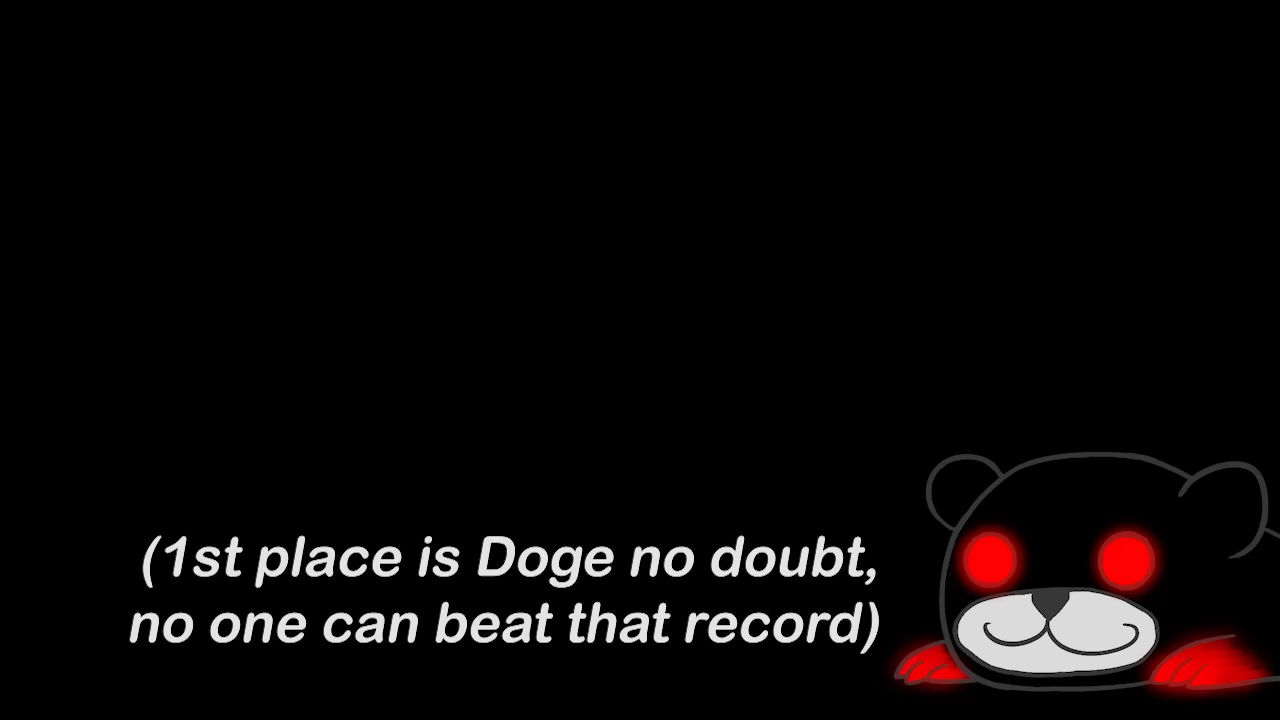 (1st place is Doge no doubt,
no one can beat that record)